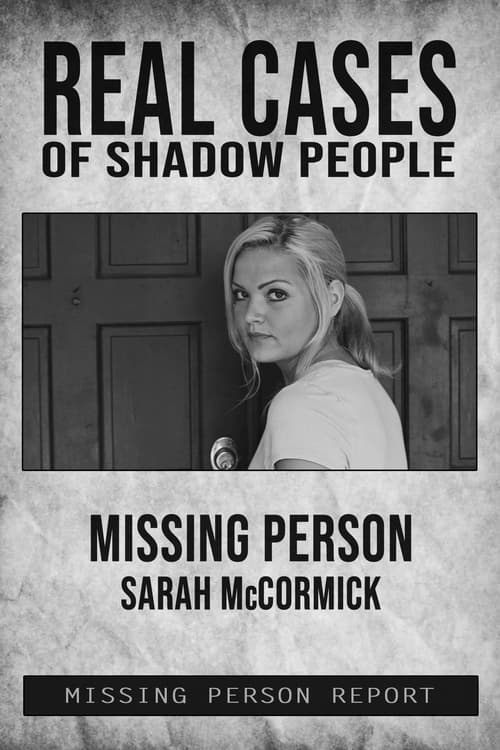 REAL CASES
OF SHADOW PEOPLE
MISSING PERSON
SARAH McCORMICK
MISSING PERSON REPORT